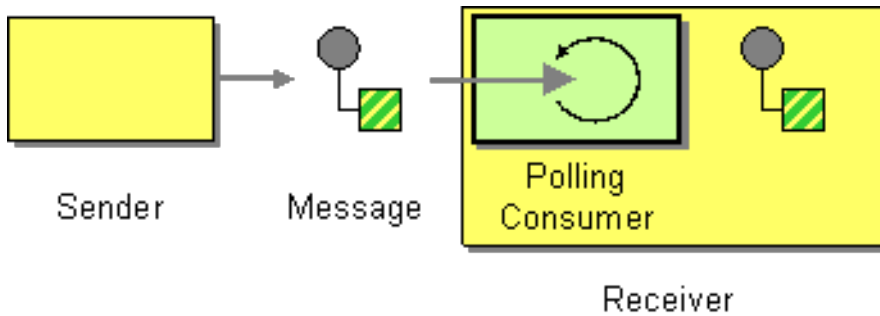 Sender
Message
Polling
Consumer
Receiver